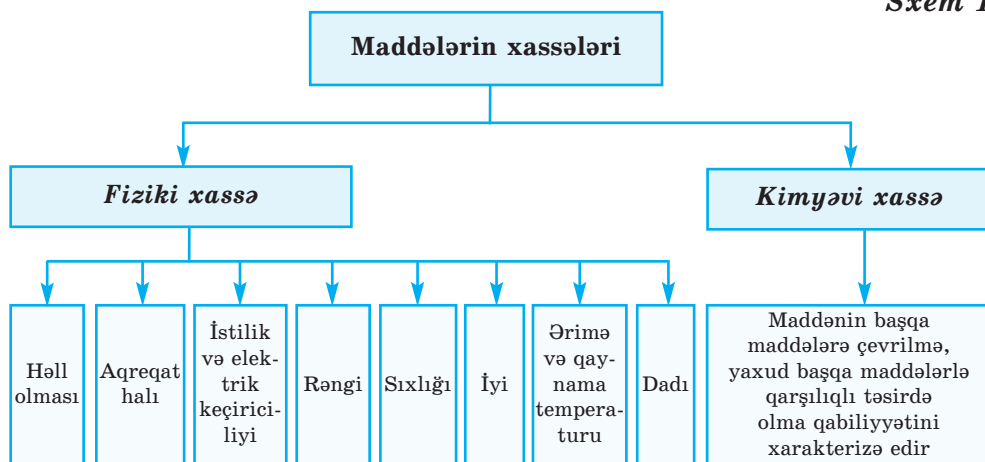 Sxem 1
Maddələrin xassələri
Fiziki xassə
Kimyəvi xassə
Həll
olması
Aqreqat
halı
İstilik
və elek-
trik
keçirici-
liyi
Rəngi
Sıxlığı
İyi
Ərimə
və qay-
nama
tempera-
turu
Dadı
Maddənin başqa
maddələrə çevrilmə,
yaxud başqa maddələrlə
qarşılıqlı təsirdə
olma qabiliyyətini
xarakterizə edir